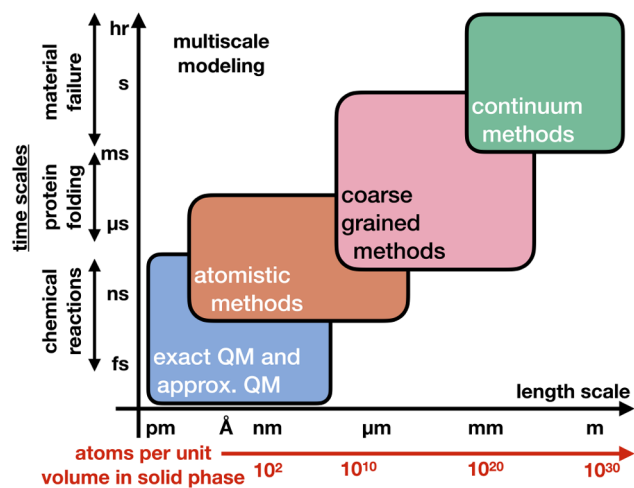 multiscale
modeling
time scales
material
failure
protein
folding
chemical
reactions
hr
s
ms
µs
ns
fs
continuum
methods
coarse
grained
methods
atomistic
methods
exact QM and
approx. QM
length scale
pm Å nm µm mm m
atoms per unit
volume in solid phase
10² 10¹⁰ 10²⁰ 10³⁰